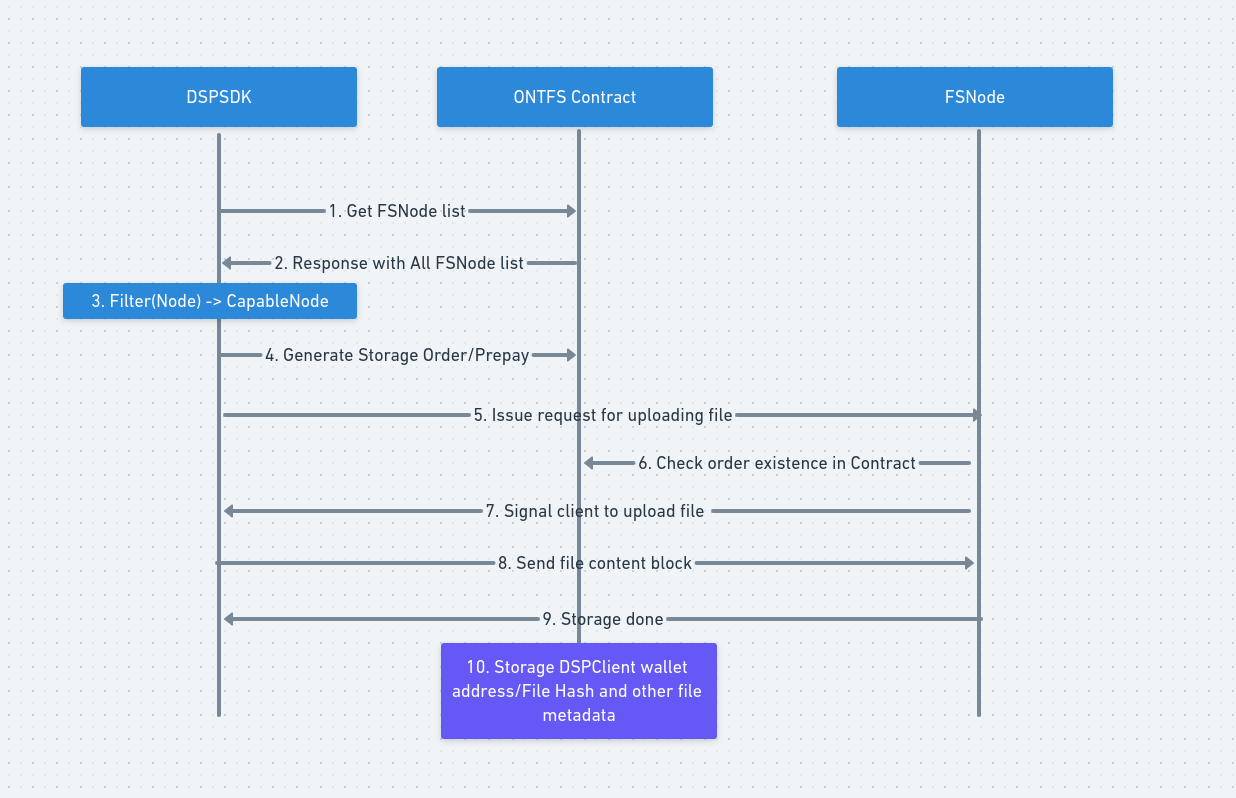 DSPSDK
ONTFS Contract
FSNode
1. Get FSNode list
2. Response with All FSNode list
3. Filter(Node) -> CapableNode
4. Generate Storage Order/Prepay
5. Issue request for uploading file
6. Check order existence in Contract
7. Signal client to upload file
8. Send file content block
9. Storage done
10. Storage DSPClient wallet
address/File Hash and other file
metadata